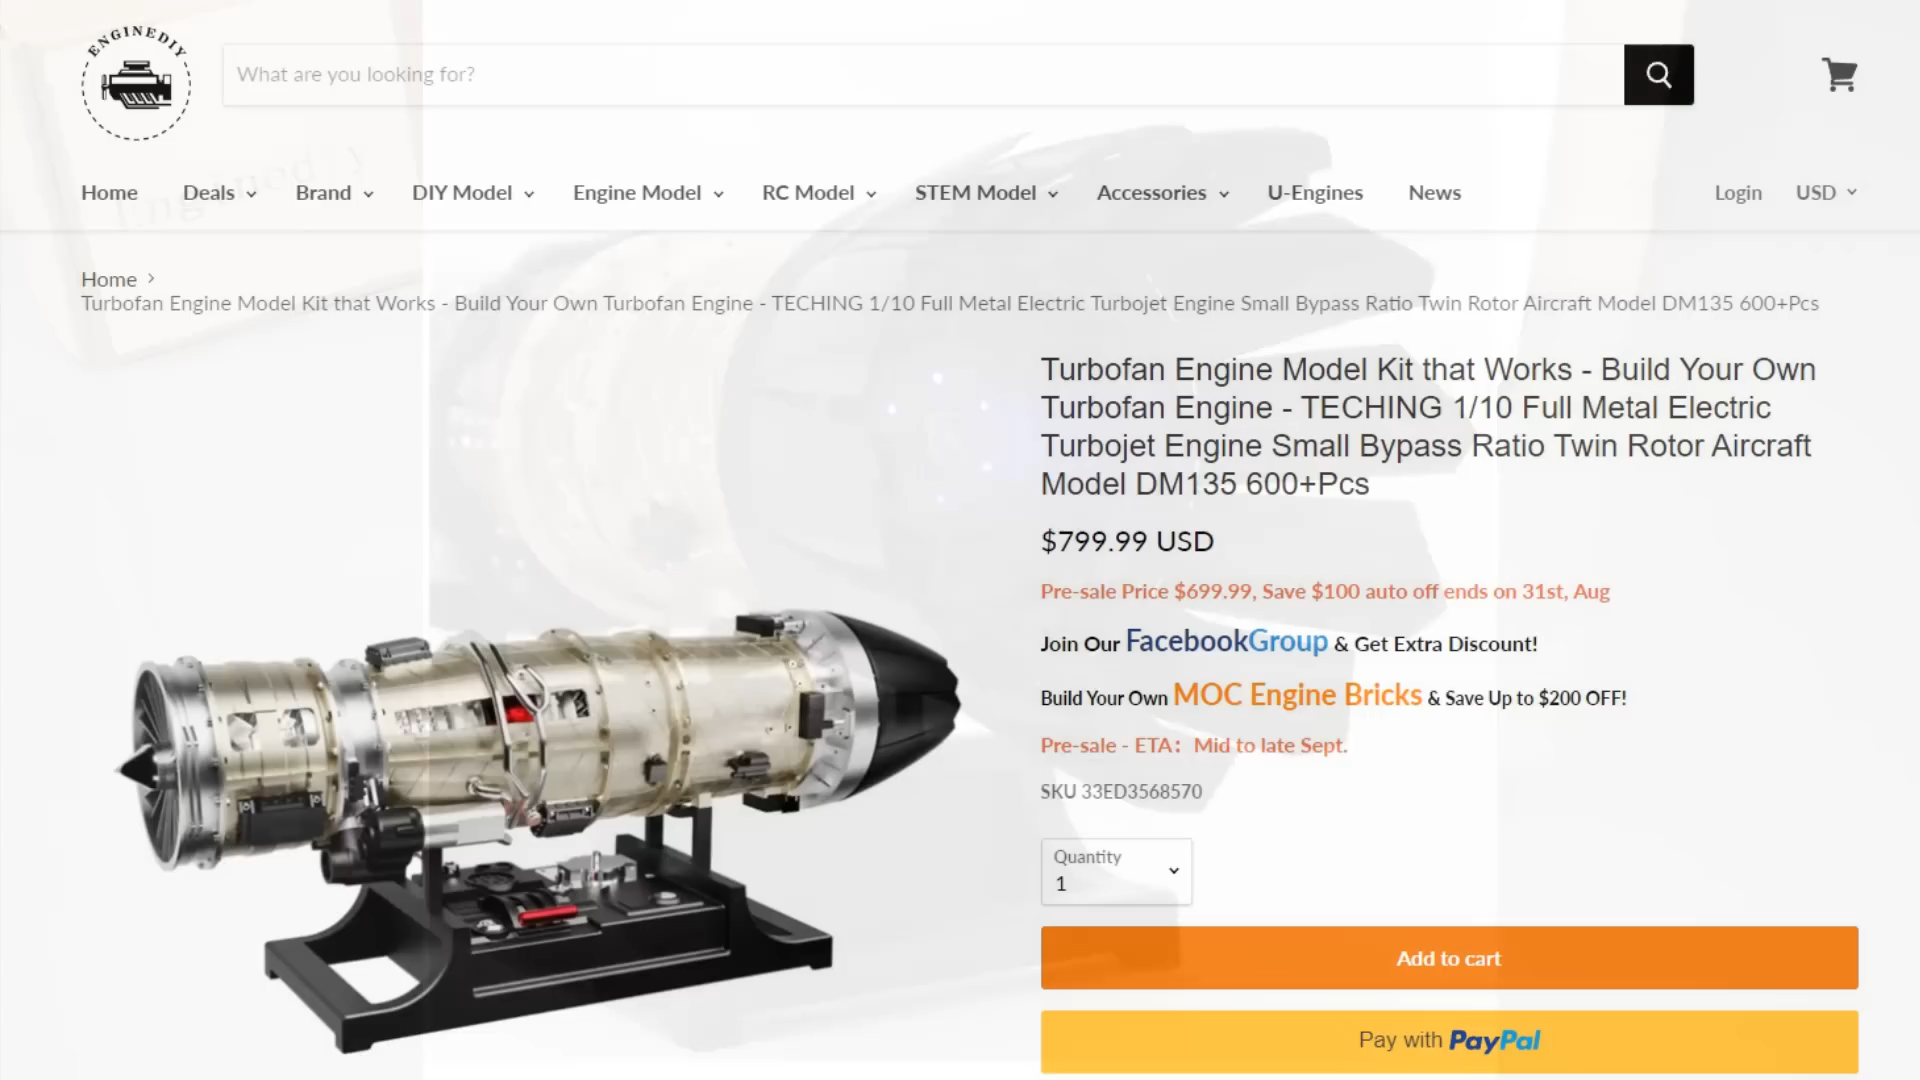 ENGINEDIY
What are you looking for?
Home Deals Brand DIY Model Engine Model RC Model STEM Model Accessories U-Engines News Login USD
Home >
Turbofan Engine Model Kit that Works - Build Your Own Turbofan Engine - TECHING 1/10 Full Metal Electric Turbojet Engine Small Bypass Ratio Twin Rotor Aircraft Model DM135 600+Pcs
Turbofan Engine Model Kit that Works - Build Your Own
Turbofan Engine - TECHING 1/10 Full Metal Electric
Turbojet Engine Small Bypass Ratio Twin Rotor Aircraft
Model DM135 600+Pcs
$799.99 USD
Pre-sale Price $699.99, Save $100 auto off ends on 31st, Aug
Join Our FacebookGroup & Get Extra Discount!
Build Your Own MOC Engine Bricks & Save Up to $200 OFF!
Pre-sale - ETA：Mid to late Sept.
SKU 33ED3568570
Quantity
1
Add to cart
Pay with PayPal